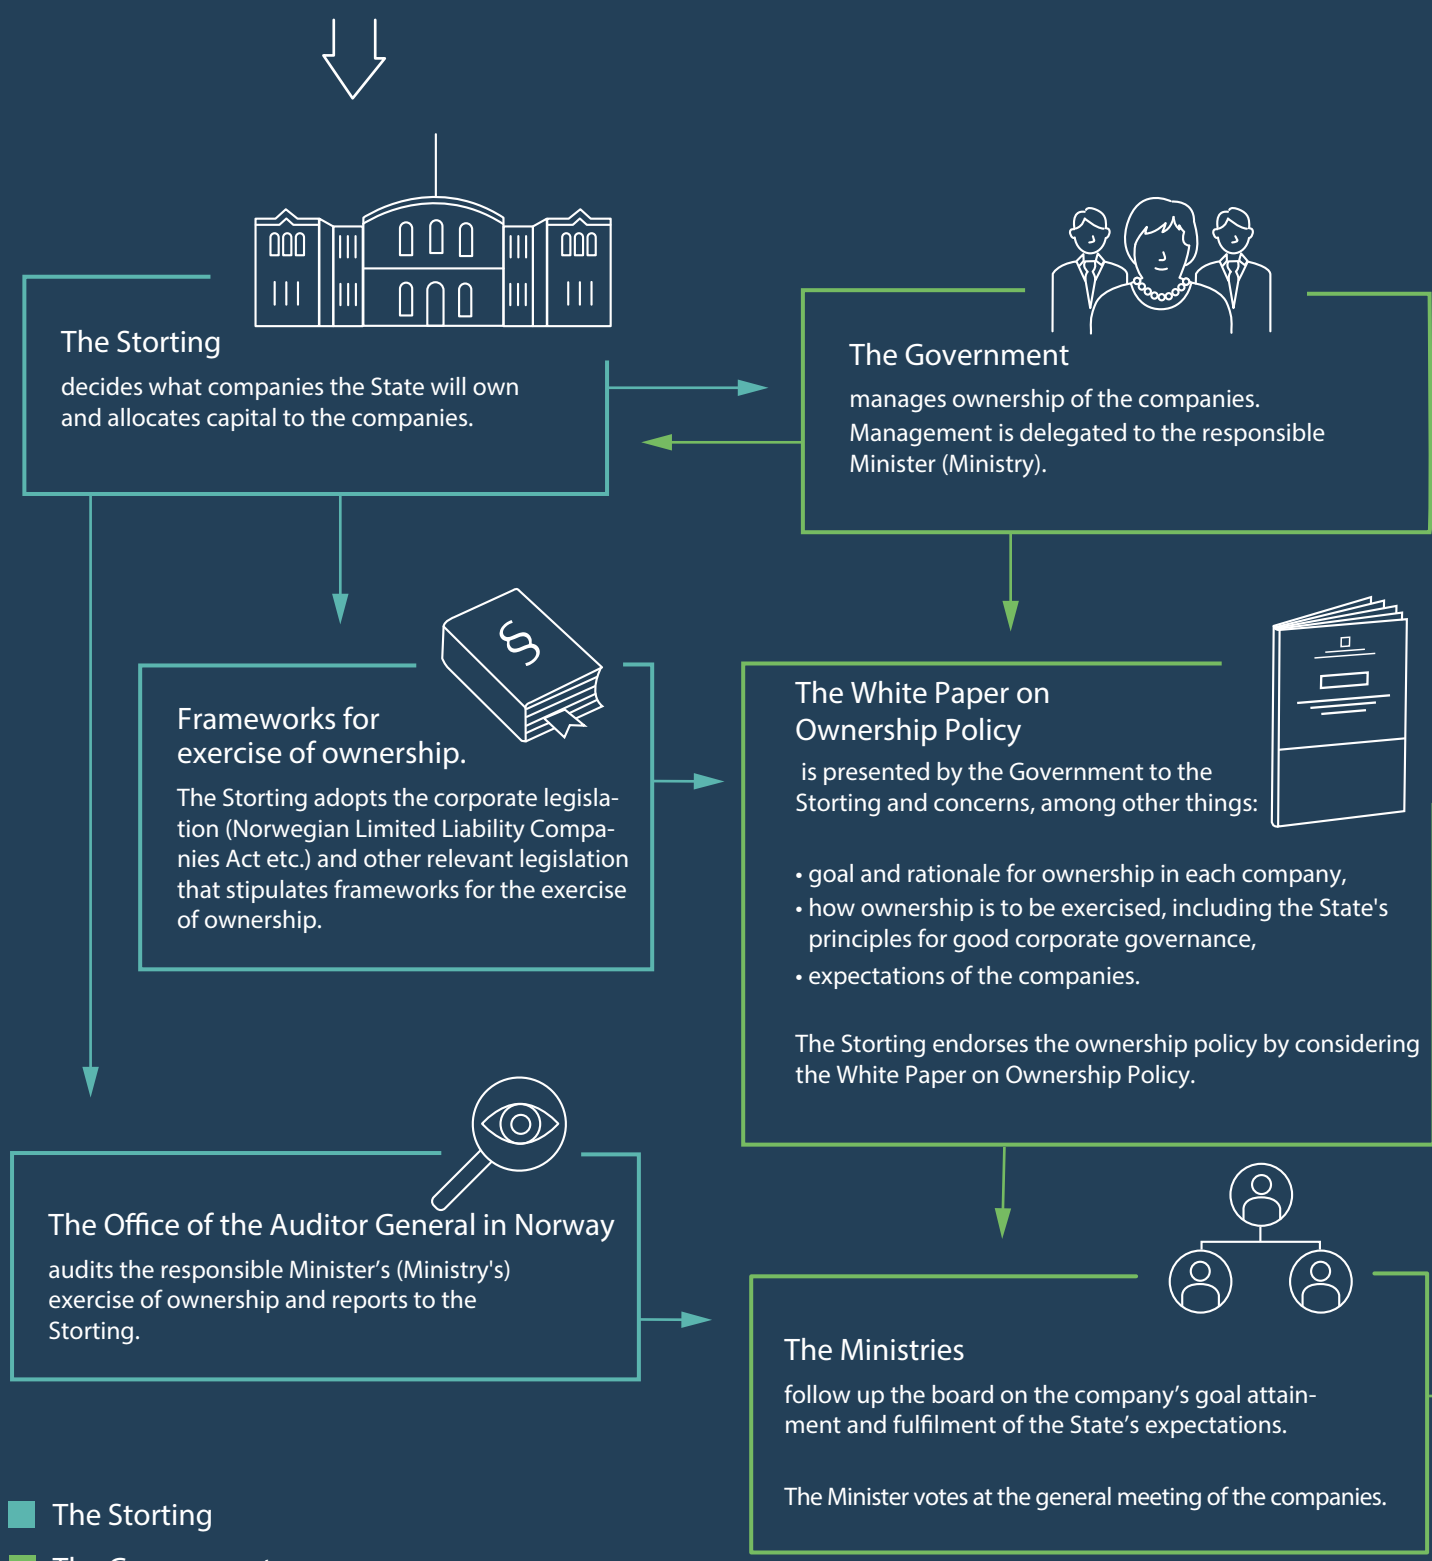 The Storting
decides what companies the State will own
and allocates capital to the companies.
The Government
manages ownership of the companies.
Management is delegated to the responsible
Minister (Ministry).
§
Frameworks for
exercise of ownership.
The Storting adopts the corporate legisla-
tion (Norwegian Limited Liability Compa-
nies Act etc.) and other relevant legislation
that stipulates frameworks for the exercise
of ownership.
The White Paper on
Ownership Policy
is presented by the Government to the
Storting and concerns, among other things:
• goal and rationale for ownership in each company,
• how ownership is to be exercised, including the State's
principles for good corporate governance,
• expectations of the companies.
The Storting endorses the ownership policy by considering
the White Paper on Ownership Policy.
The Office of the Auditor General in Norway
audits the responsible Minister’s (Ministry's)
exercise of ownership and reports to the
Storting.
The Ministries
follow up the board on the company’s goal attain-
ment and fulfilment of the State’s expectations.
The Minister votes at the general meeting of the companies.
The Storting
The Government